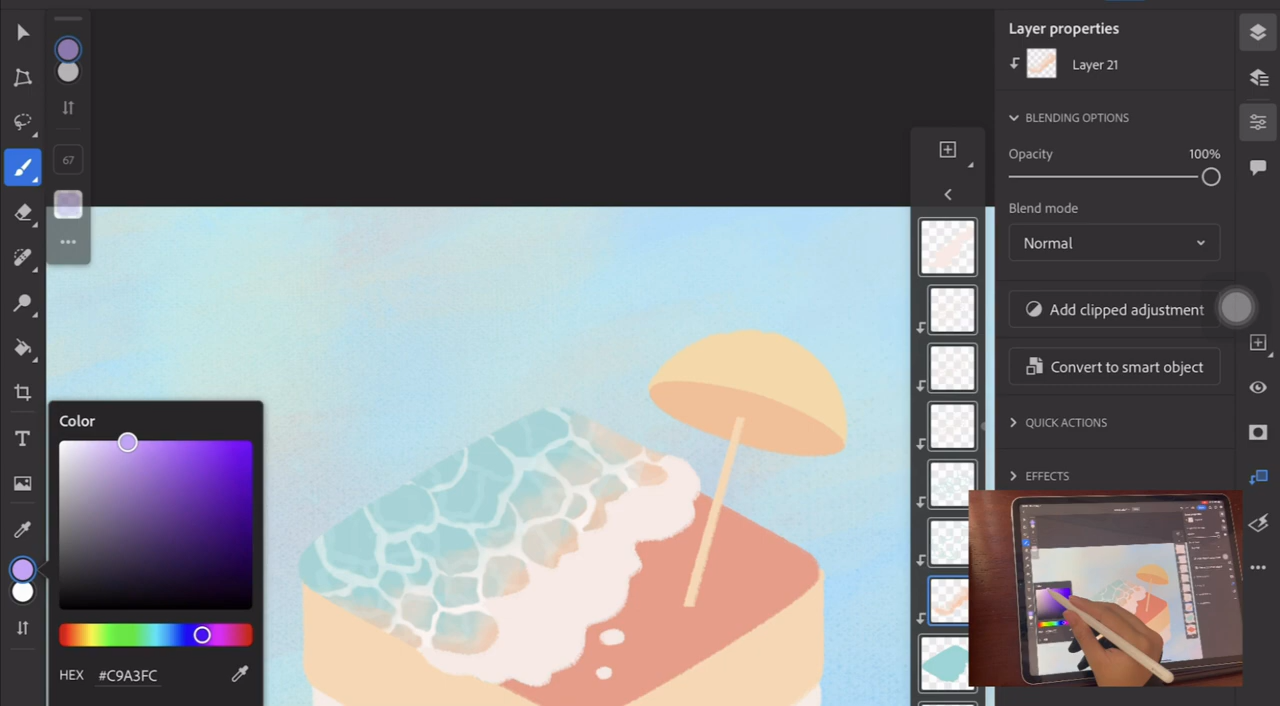 Layer properties
Layer 21
BLENDING OPTIONS
Opacity 100%
Blend mode
Normal
Add clipped adjustment
Convert to smart object
QUICK ACTIONS
EFFECTS
67
T
Color
HEX #C9A3FC